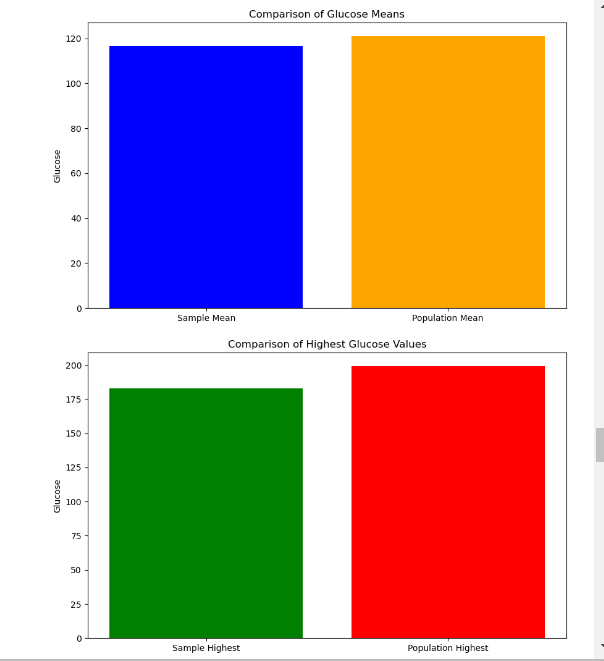 Comparison of Glucose Means
120
100
80
60
40
20
0
Glucose
Sample Mean
Population Mean
Comparison of Highest Glucose Values
200
175
150
125
100
75
50
25
0
Glucose
Sample Highest
Population Highest